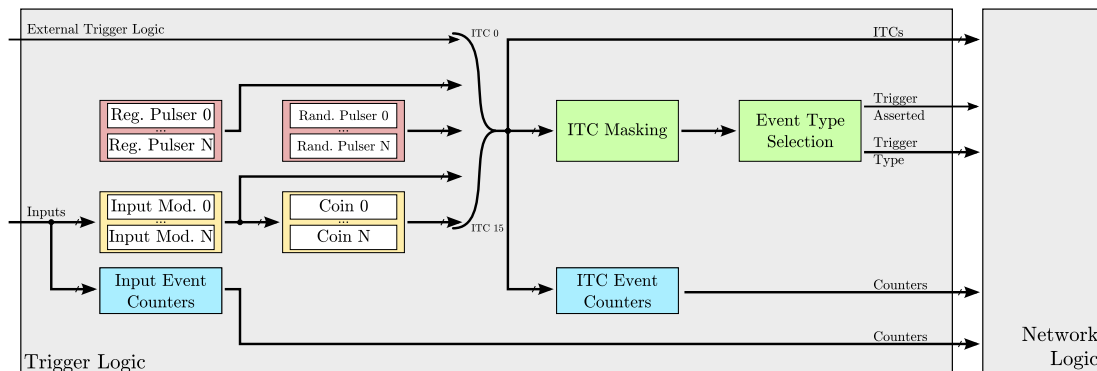 External Trigger Logic
ITC 0
ITCs
Reg. Pulser 0
...
Reg. Pulser N
Rand. Pulser 0
...
Rand. Pulser N
ITC Masking
Event Type
Selection
Trigger
Asserted
Trigger
Type
Inputs
Input Mod. 0
...
Input Mod. N
Coin 0
...
Coin N
ITC 15
Input Event
Counters
ITC Event
Counters
Counters
Counters
Trigger Logic
Network
Logic